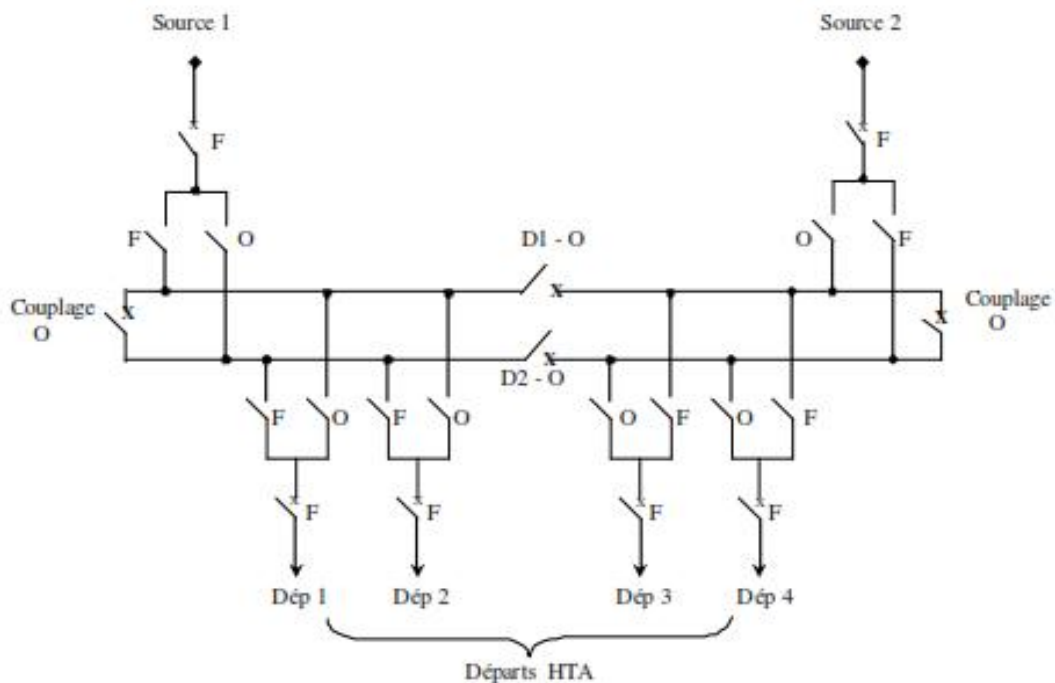 Source 1
Source 2
F
F
F
O
D1 - O
O
F
Couplage
O
Couplage
O
D2 - O
F
O
F
O
O
F
O
F
F
F
F
F
Dép 1
Dép 2
Dép 3
Dép 4
Départs HTA